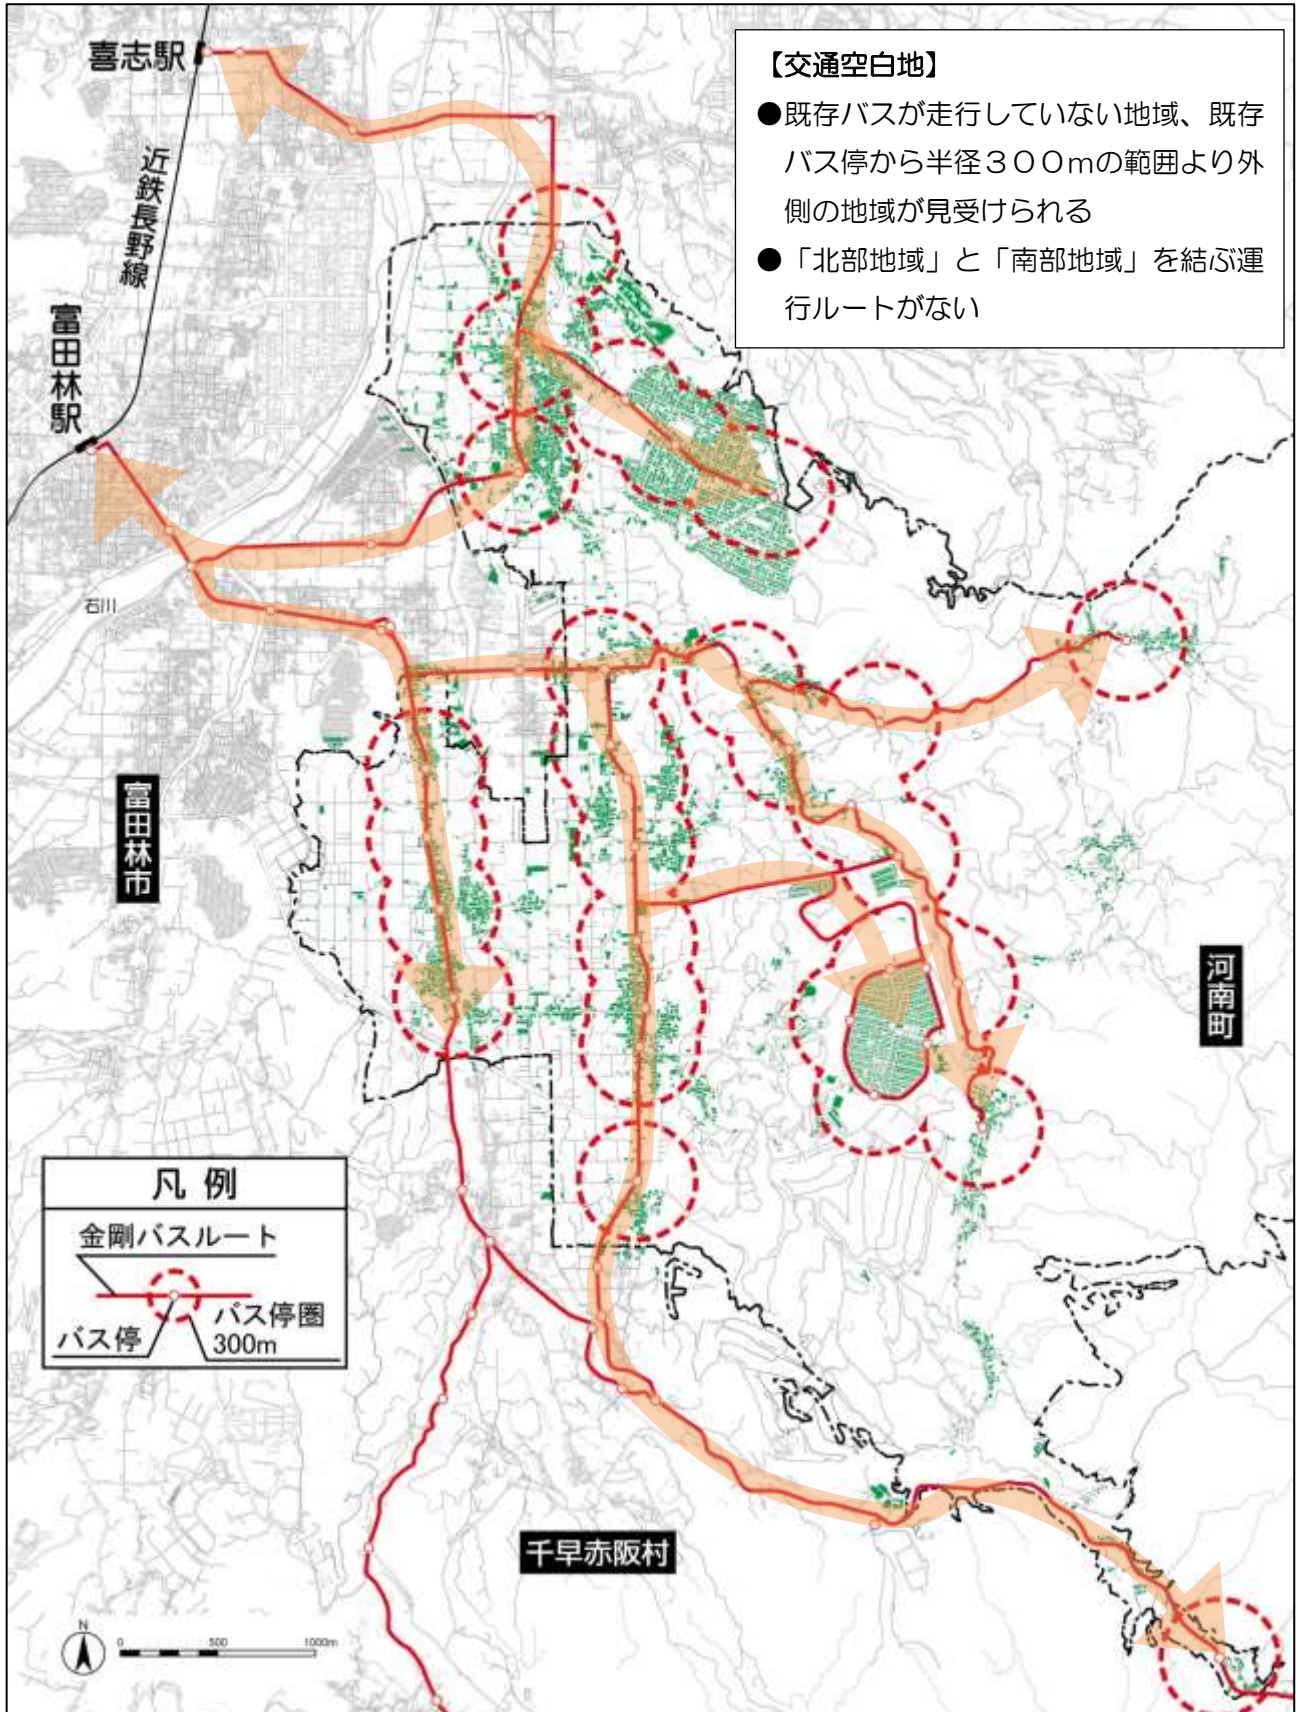 喜志駅
【交通空白地】
●既存バスが走行していない地域、既存
バス停から半径３００ｍの範囲より外
側の地域が見受けられる
●「北部地域」と「南部地域」を結ぶ運
行ルートがない
近鉄長野線
富田林駅
石川
富田林市
河南町
凡例
金剛バスルート
バス停
バス停圏
300m
千早赤阪村
N
0 500 1000m